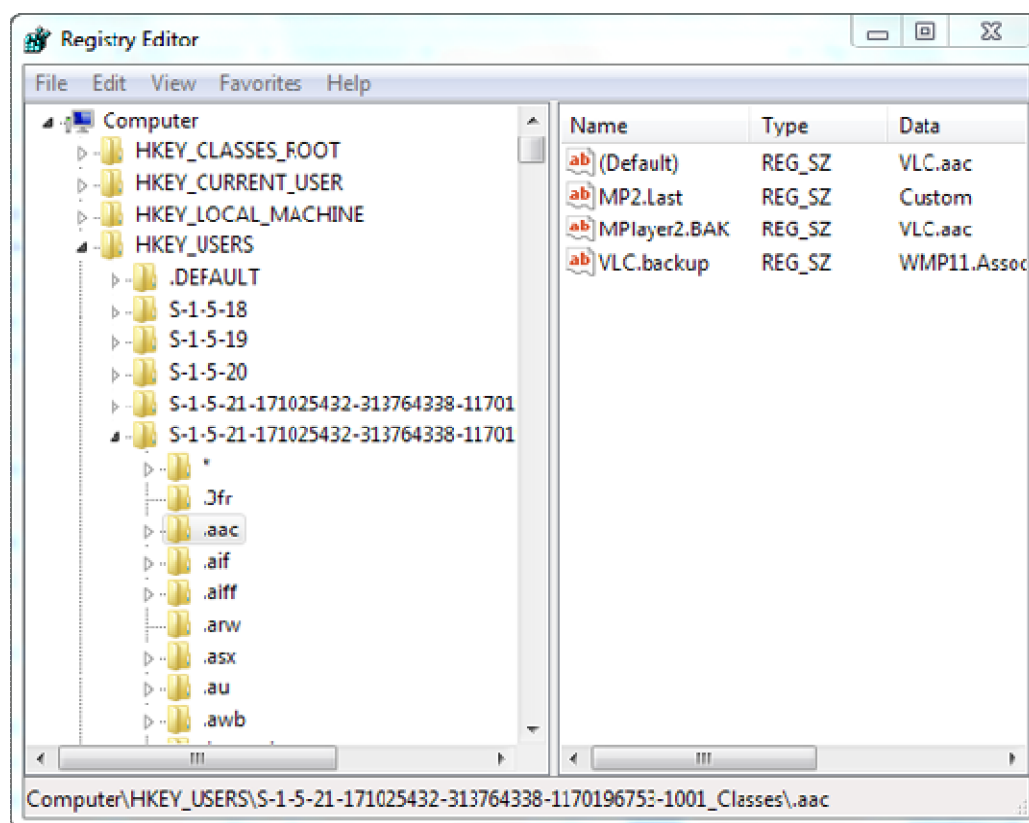 Registry Editor
File Edit View Favorites Help
Computer
HKEY_CLASSES_ROOT
HKEY_CURRENT_USER
HKEY_LOCAL_MACHINE
HKEY_USERS
.DEFAULT
S-1-5-18
S-1-5-19
S-1-5-20
S-1-5-21-171025432-313764338-11701
S-1-5-21-171025432-313764338-11701
*
.3fr
.aac
.aif
.aiff
.arw
.asx
.au
.awb
Name Type Data
(Default) REG_SZ VLC.aac
MP2.Last REG_SZ Custom
MPlayer2.BAK REG_SZ VLC.aac
VLC.backup REG_SZ WMP11.Assoc
Computer\HKEY_USERS\S-1-5-21-171025432-313764338-1170196753-1001_Classes\.aac